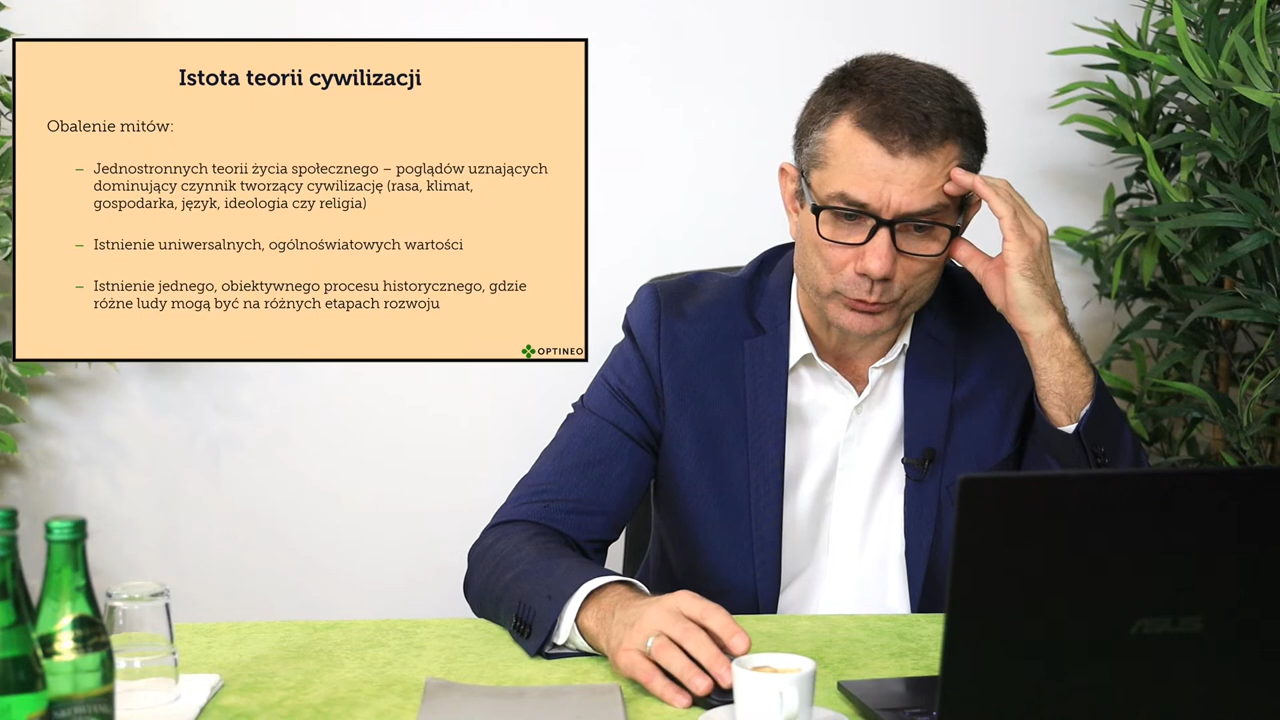 Istota teorii cywilizacji
Obalenie mitów:
– Jednostronnych teorii życia społecznego – poglądów uznających
dominujący czynnik tworzący cywilizację (rasa, klimat,
gospodarka, język, ideologia czy religia)
– Istnienie uniwersalnych, ogólnoświatowych wartości
– Istnienie jednego, obiektywnego procesu historycznego, gdzie
różne ludy mogą być na różnych etapach rozwoju
OPTINEO
ASUS